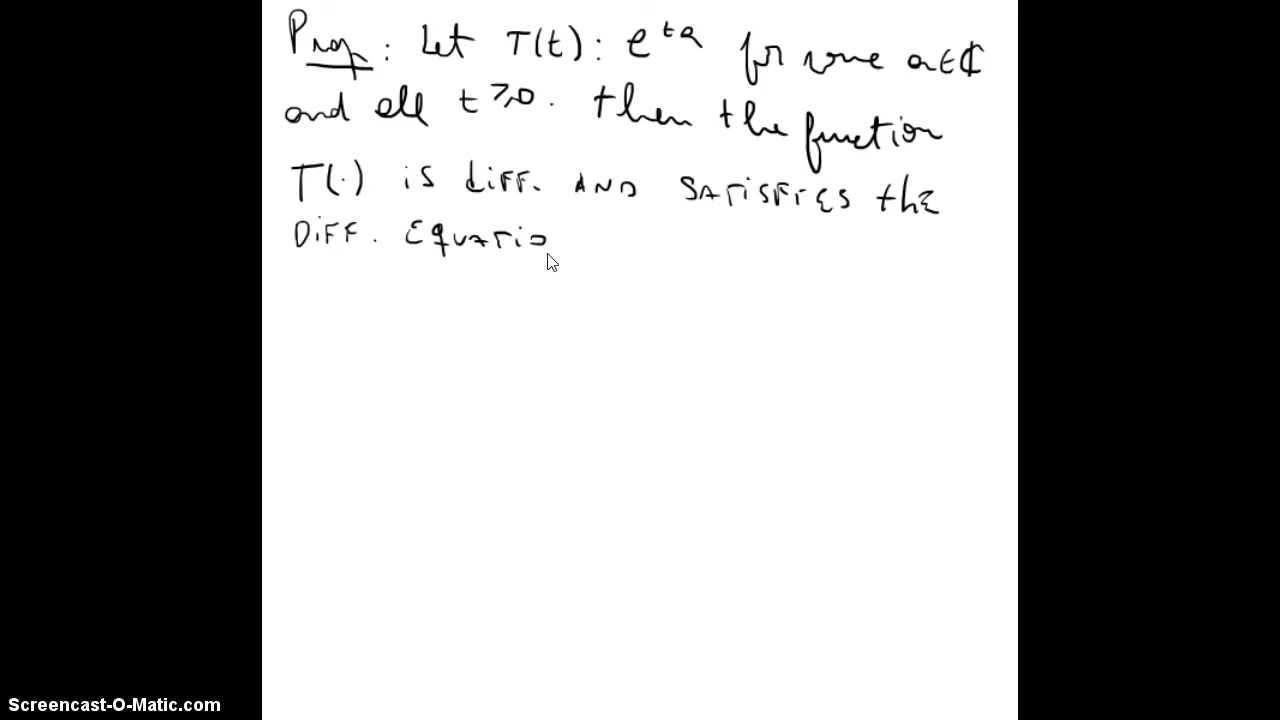 Prop: Let T(t): e^{ta} for some a∈ℂ
and all t ≥0. then the function
T(·) is diff. AND SATISFIES the
DIFF. EQUATIO
Screencast-O-Matic.com